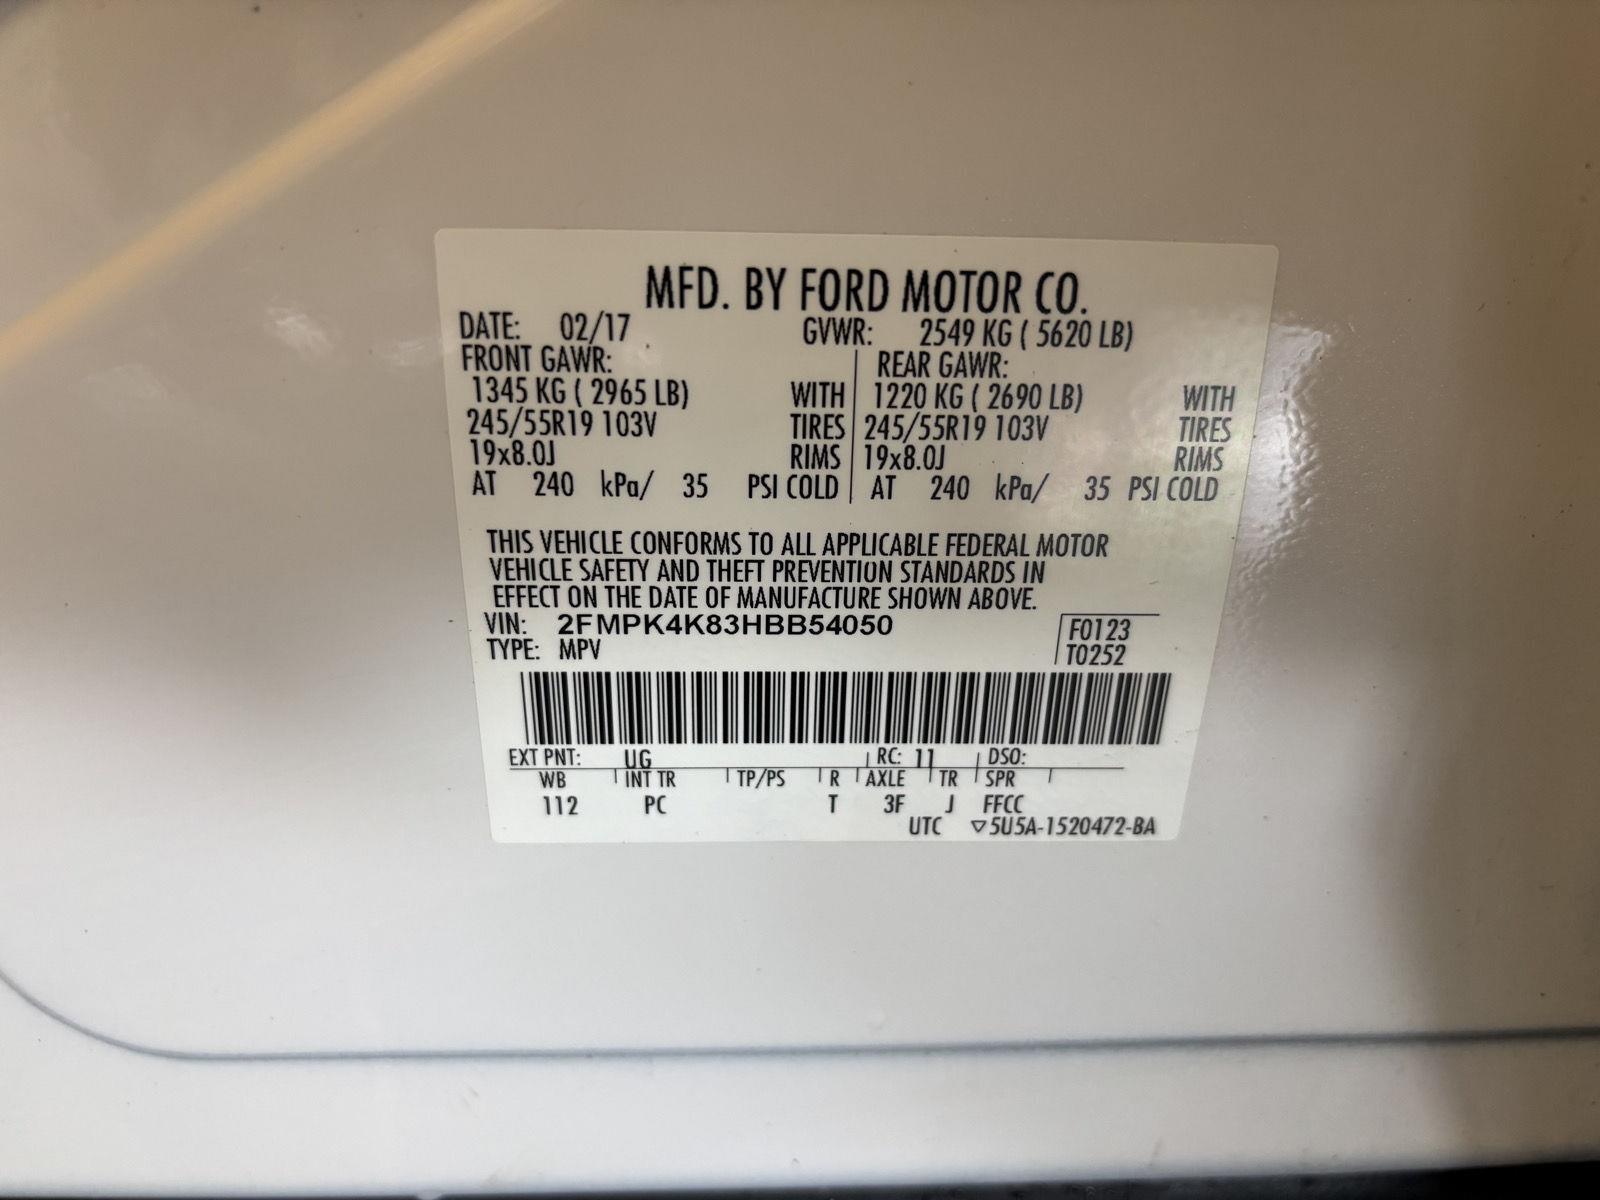 MFD. BY FORD MOTOR CO.
DATE: 02/17 GVWR: 2549 KG ( 5620 LB)
FRONT GAWR: REAR GAWR:
1345 KG ( 2965 LB) WITH 1220 KG ( 2690 LB) WITH
245/55R19 103V TIRES 245/55R19 103V TIRES
19x8.0J RIMS 19x8.0J RIMS
AT 240 kPa/ 35 PSI COLD AT 240 kPa/ 35 PSI COLD
THIS VEHICLE CONFORMS TO ALL APPLICABLE FEDERAL MOTOR
VEHICLE SAFETY AND THEFT PREVENTION STANDARDS IN
EFFECT ON THE DATE OF MANUFACTURE SHOWN ABOVE.
VIN: 2FMPK4K83HBB54050 F0123
TYPE: MPV T0252
EXT PNT: UG RC: 11 DSO:
WB INT TR TP/PS R AXLE TR SPR
112 PC T 3F J FFCC
UTC ▽5U5A-1520472-BA